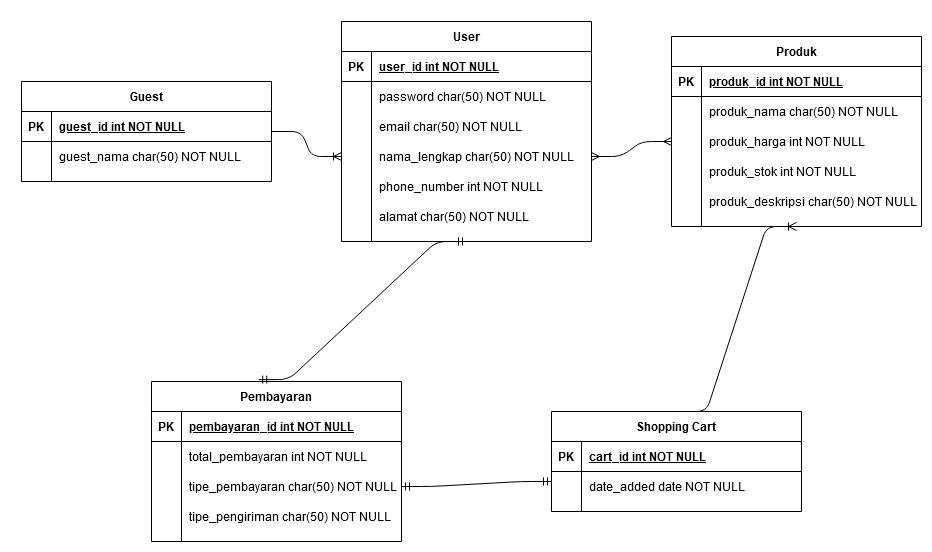 User
PK user_id int NOT NULL
password char(50) NOT NULL
email char(50) NOT NULL
nama_lengkap char(50) NOT NULL
phone_number int NOT NULL
alamat char(50) NOT NULL
Produk
PK produk_id int NOT NULL
produk_nama char(50) NOT NULL
produk_harga int NOT NULL
produk_stok int NOT NULL
produk_deskripsi char(50) NOT NULL
Guest
PK guest_id int NOT NULL
guest_nama char(50) NOT NULL
Pembayaran
PK pembayaran_id int NOT NULL
total_pembayaran int NOT NULL
tipe_pembayaran char(50) NOT NULL
tipe_pengiriman char(50) NOT NULL
Shopping Cart
PK cart_id int NOT NULL
date_added date NOT NULL